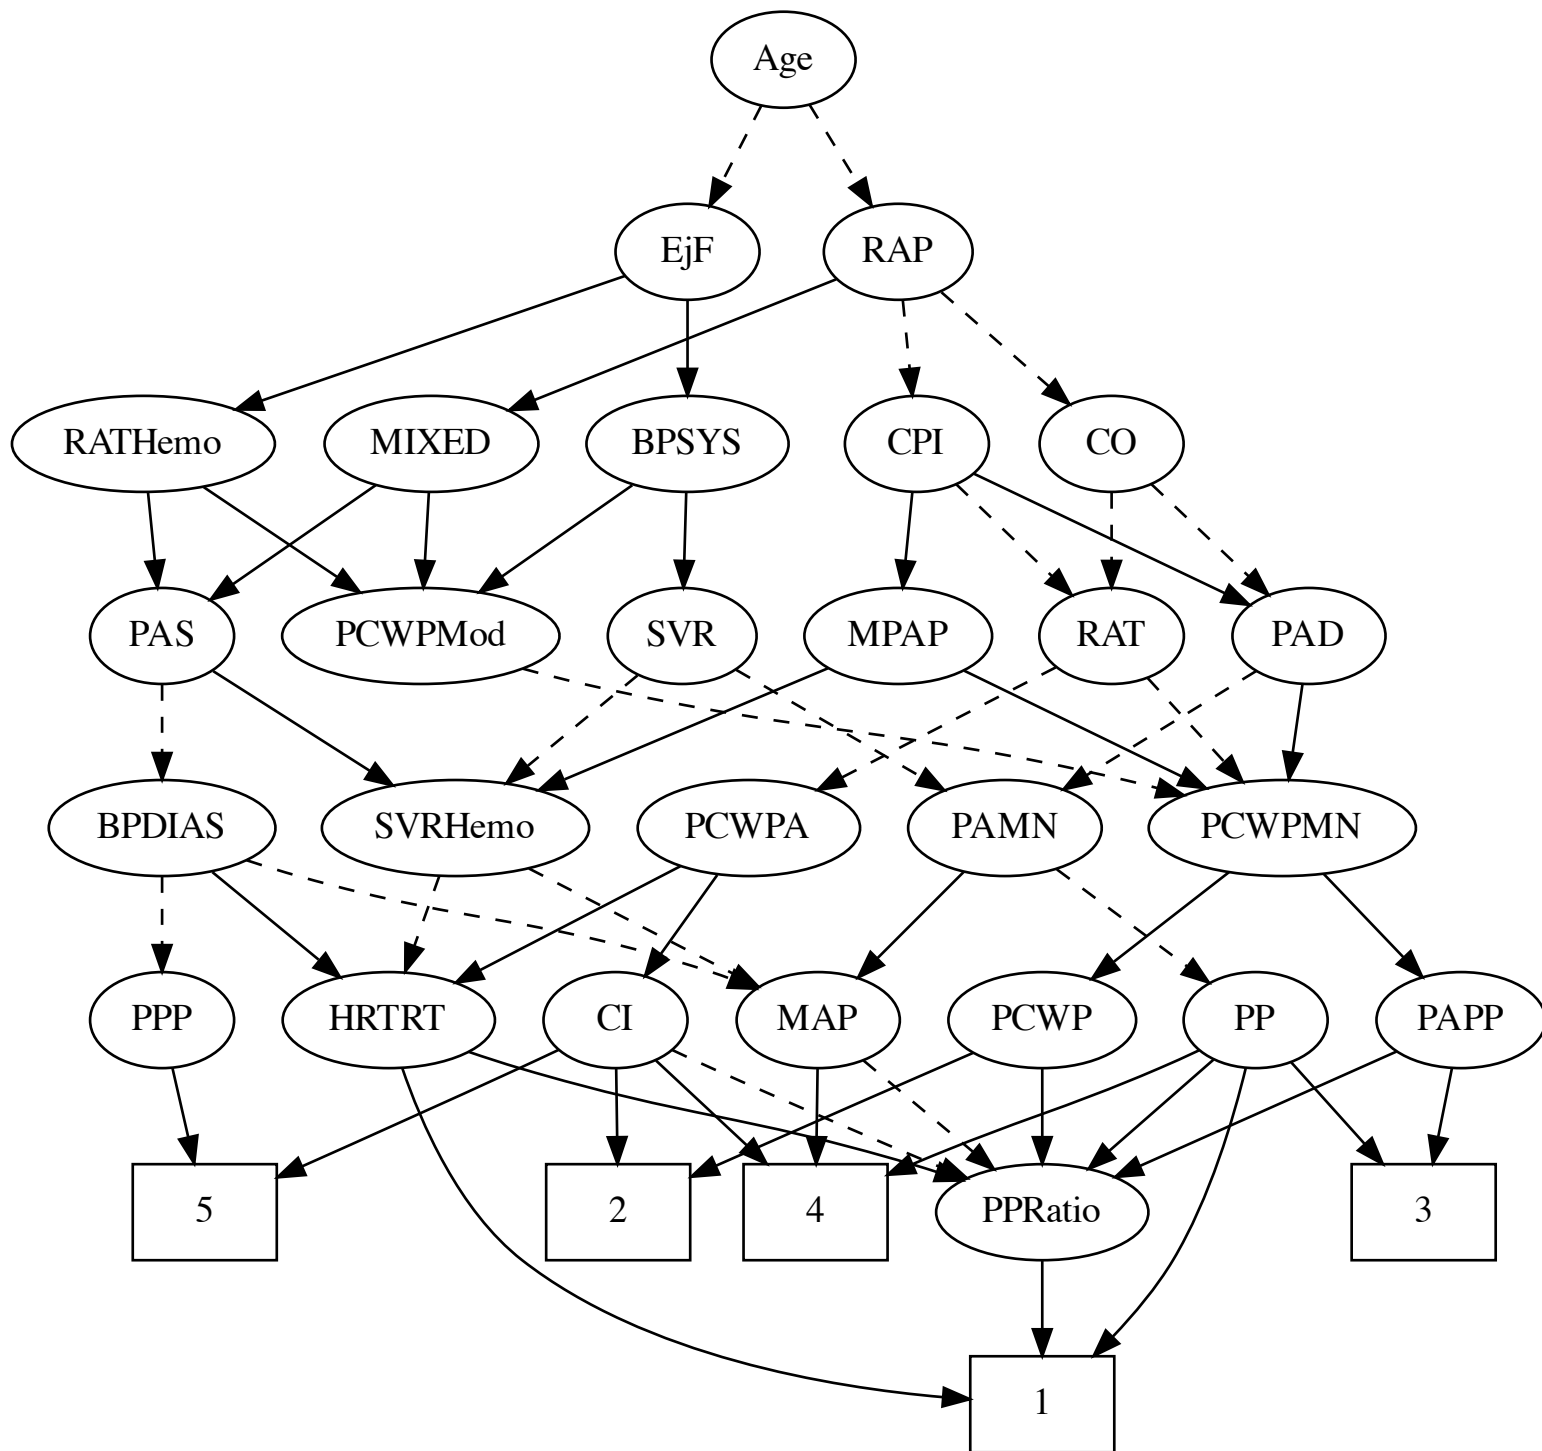 Age
EjF
RAP
RATHemo
MIXED
BPSYS
CPI
CO
PAS
PCWPMod
SVR
MPAP
RAT
PAD
BPDIAS
SVRHemo
PCWPA
PAMN
PCWPMN
PPP
HRTRT
CI
MAP
PCWP
PP
PAPP
5
2
4
PPRatio
3
1